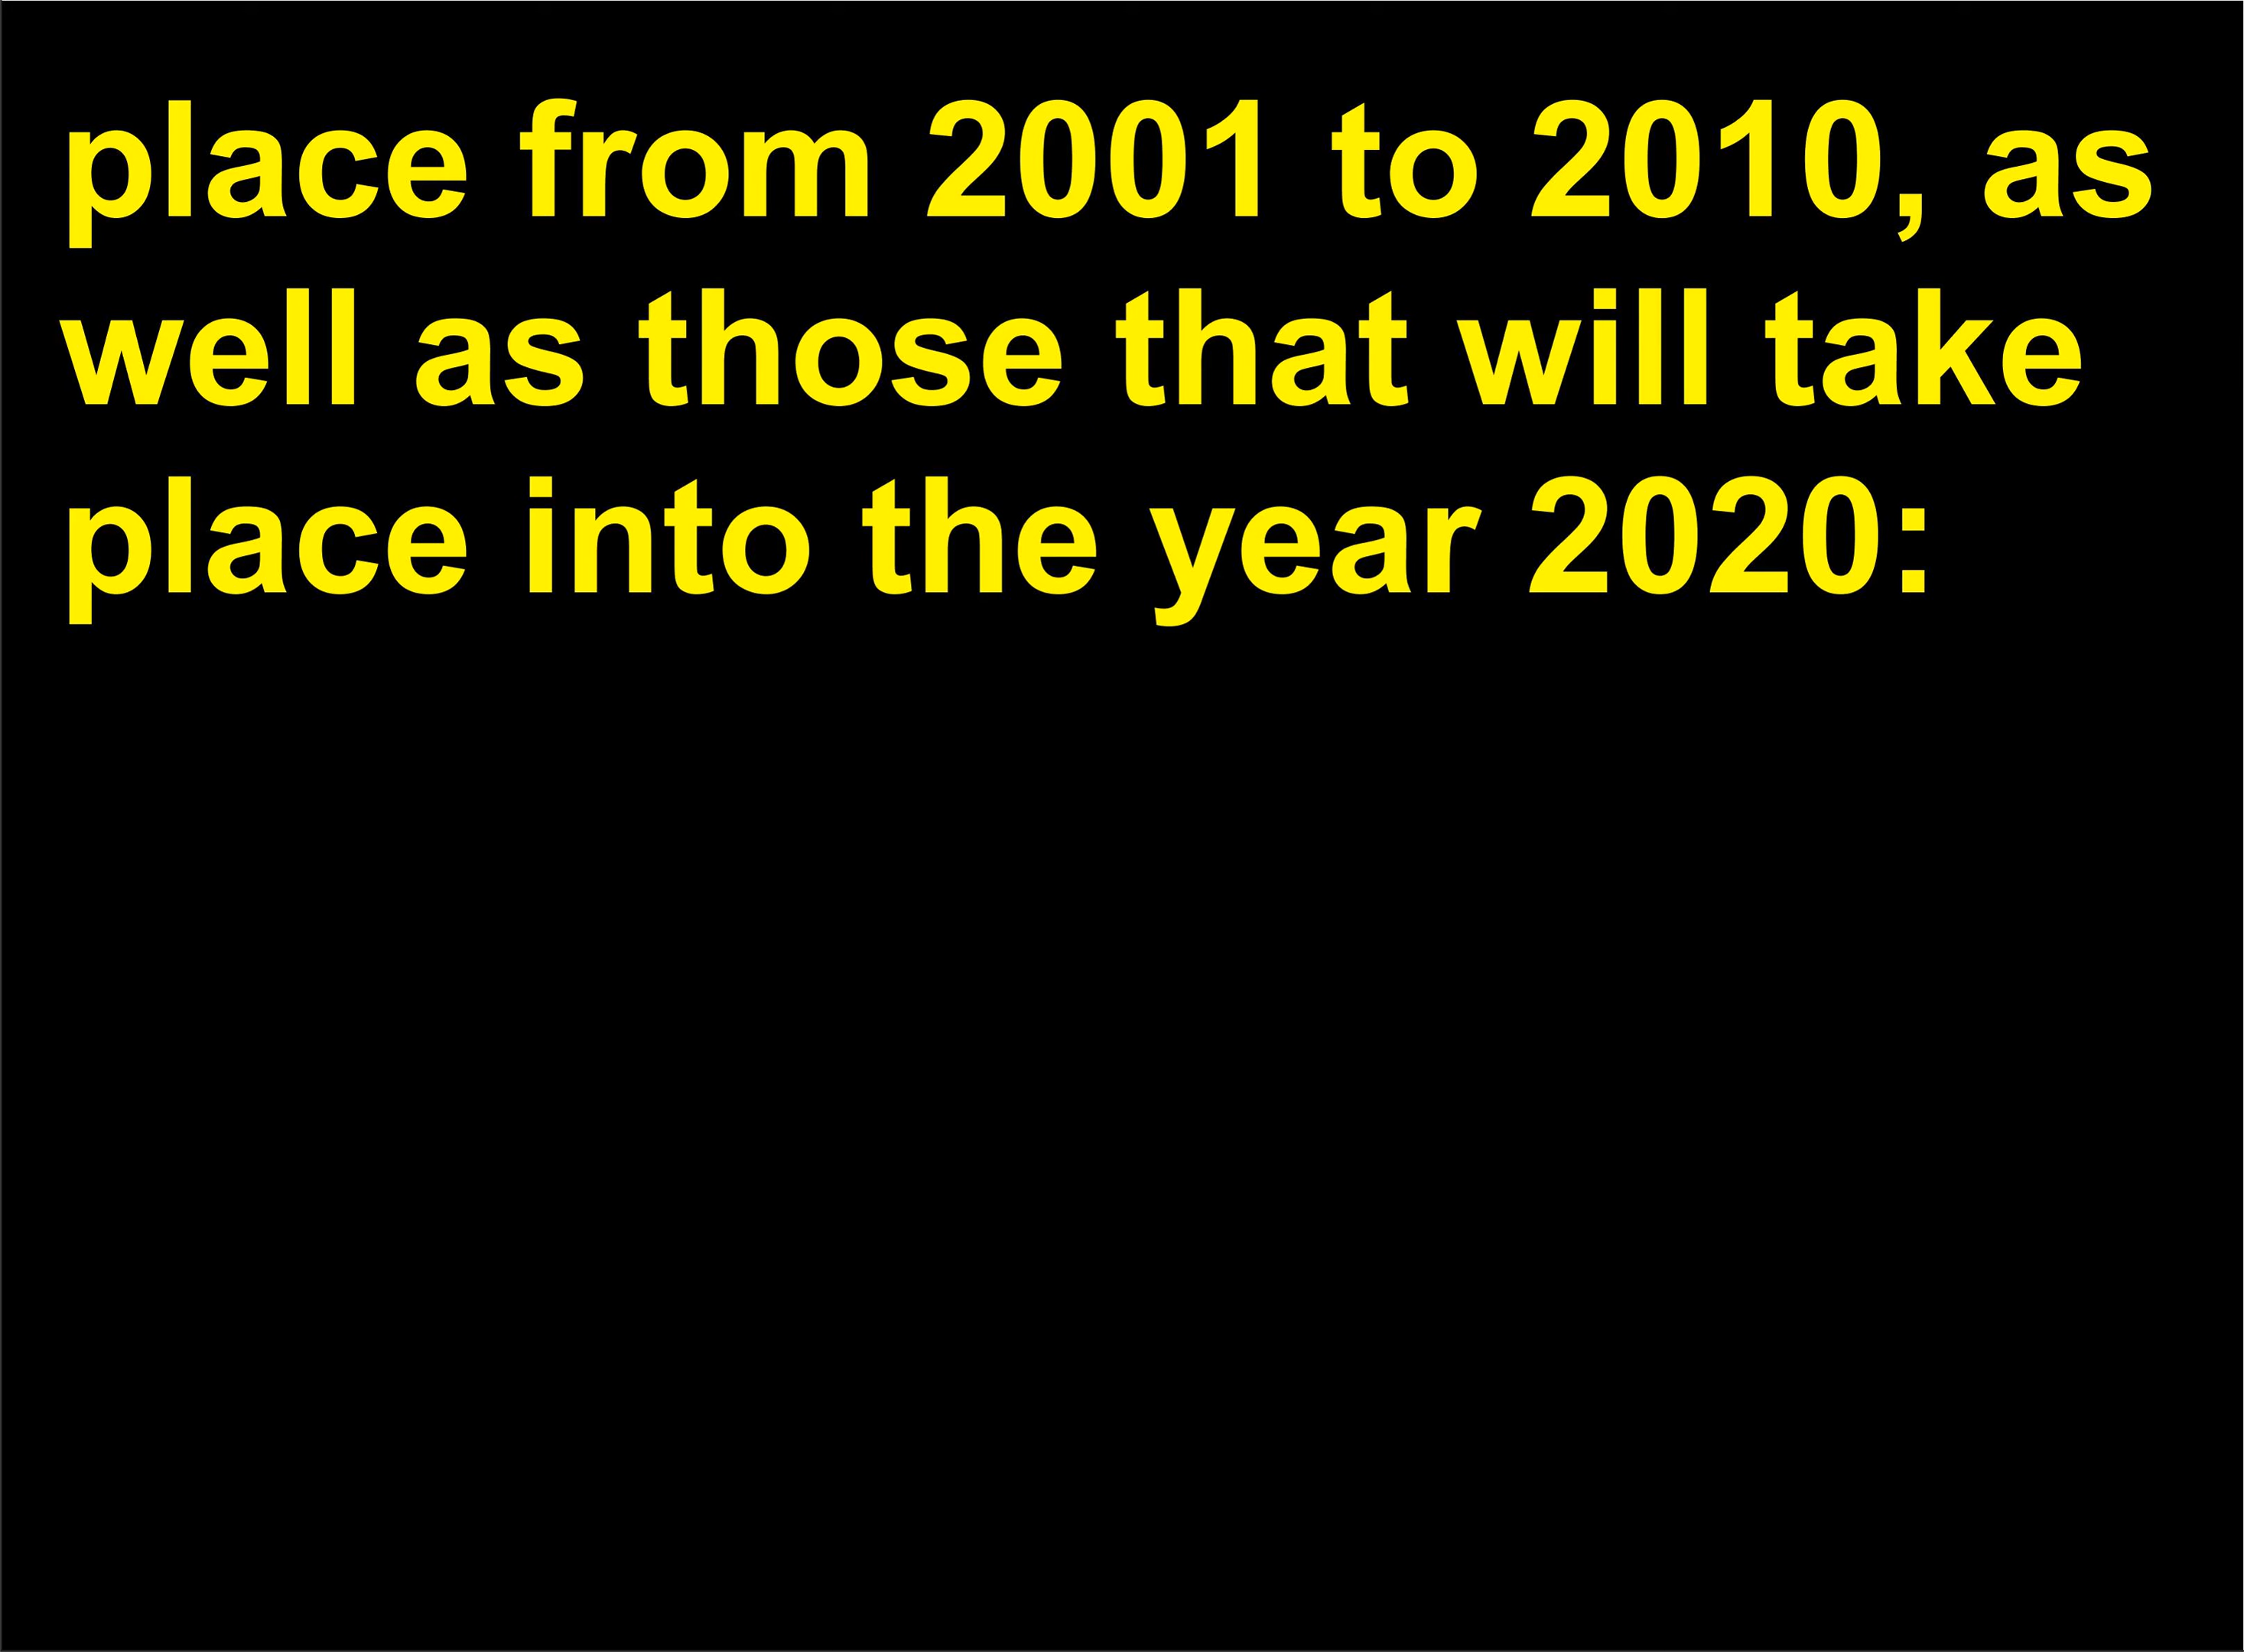 place from 2001 to 2010, as
well as those that will take
place into the year 2020: